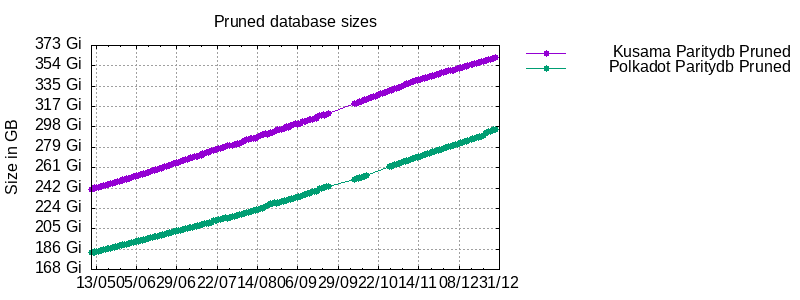 Pruned database sizes
Kusama Paritydb Pruned
Polkadot Paritydb Pruned
Size in GB
373 Gi
354 Gi
335 Gi
317 Gi
298 Gi
279 Gi
261 Gi
242 Gi
224 Gi
205 Gi
186 Gi
168 Gi
13/05 05/06 29/06 22/07 14/08 06/09 29/09 22/10 14/11 08/12 31/12